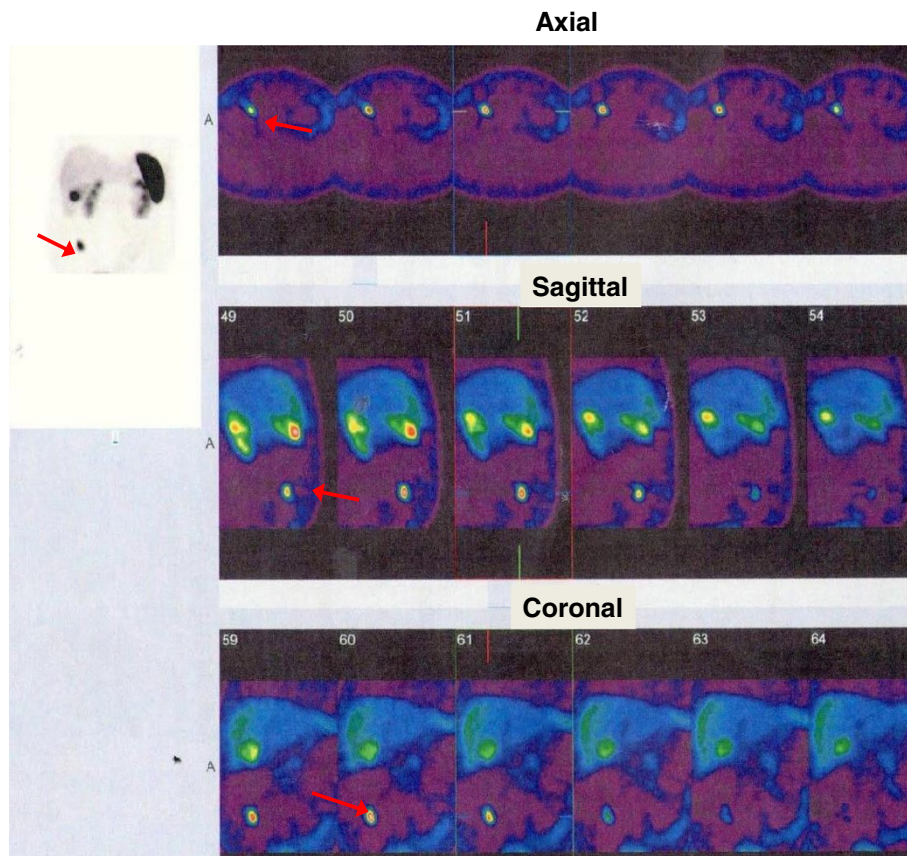 Axial
A
Sagittal
49 50 51 52 53 54
A
Coronal
59 60 61 62 63 64
A